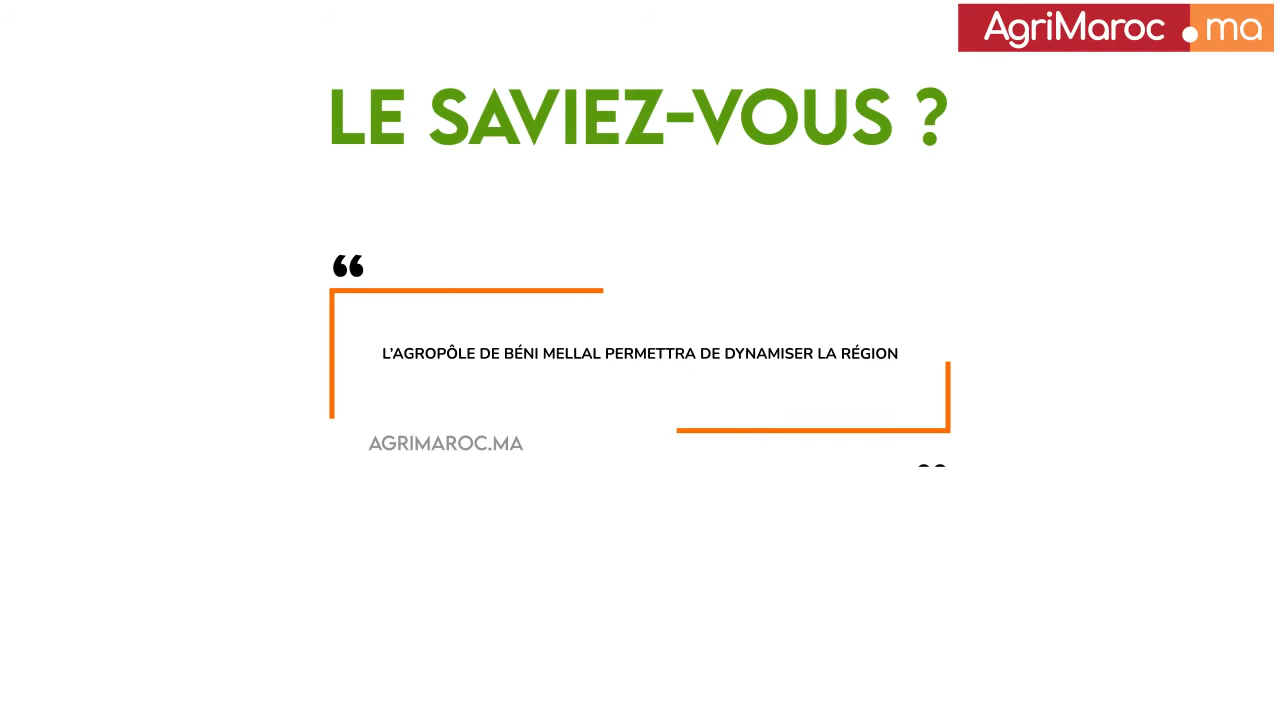 AgriMaroc.ma
LE SAVIEZ-VOUS ?
“
L’AGROPÔLE DE BÉNI MELLAL PERMETTRA DE DYNAMISER LA RÉGION
AGRIMAROC.MA